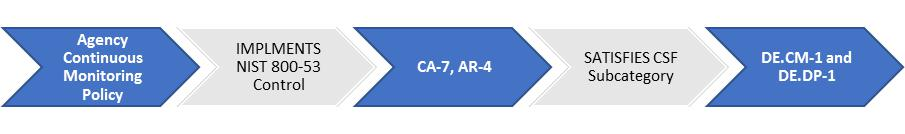 Agency
Continuous
Monitoring
Policy
IMPLMENTS
NIST 800-53
Control
CA-7, AR-4
SATISFIES CSF
Subcategory
DE.CM-1 and
DE.DP-1